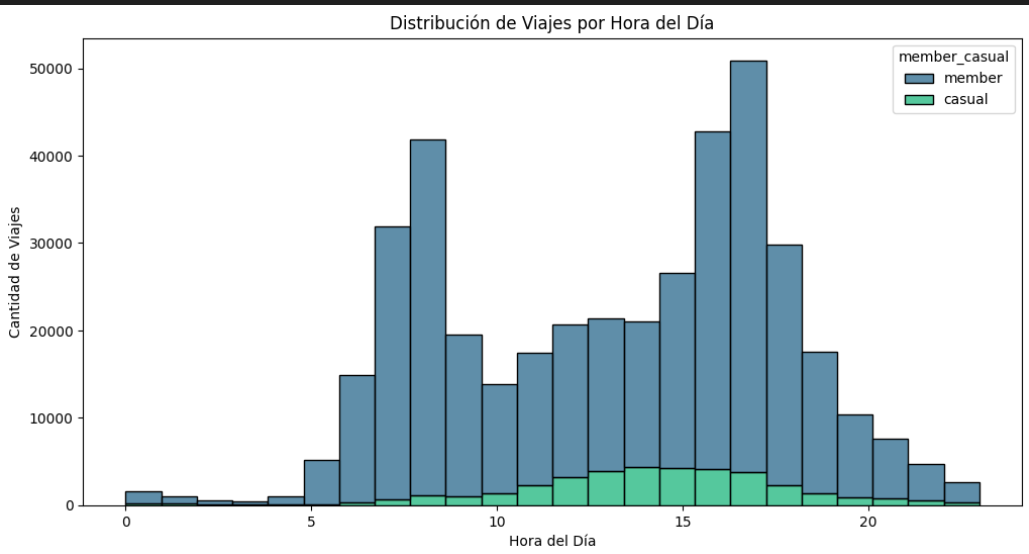 Distribución de Viajes por Hora del Día
member_casual
member
casual
Cantidad de Viajes
50000
40000
30000
20000
10000
0
0 5 10 15 20
Hora del Día